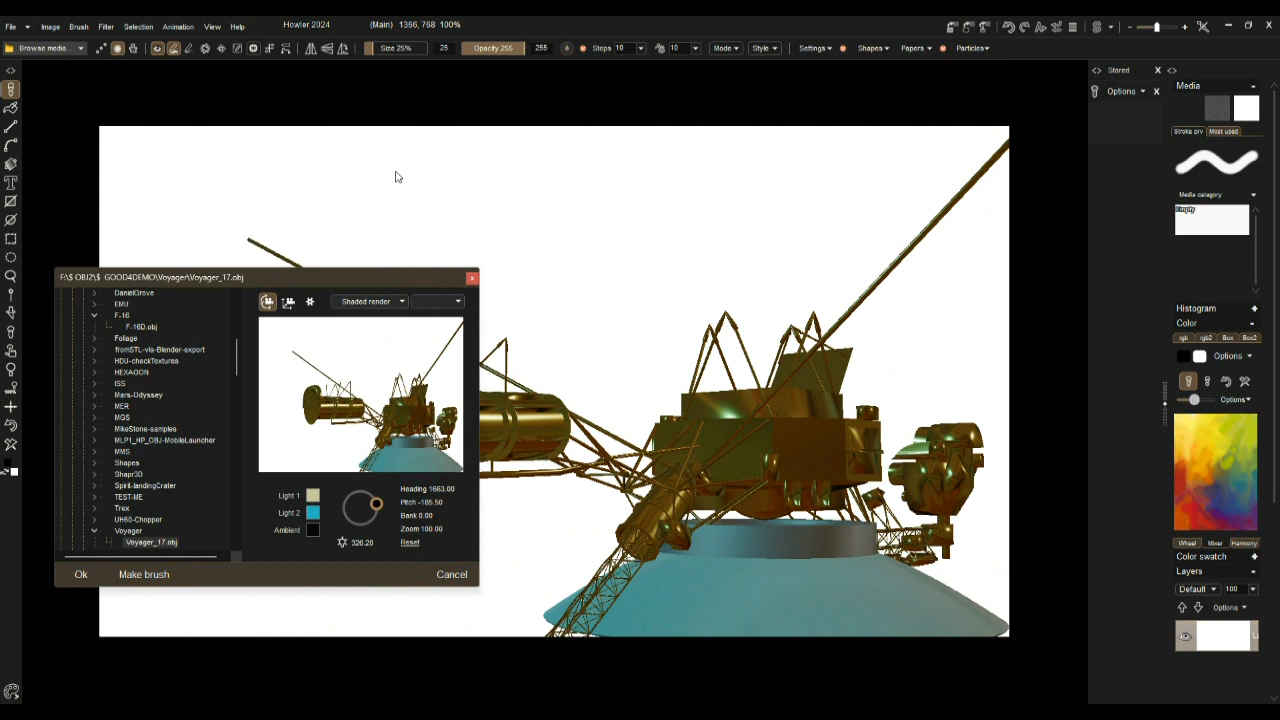 File Image Brush Filter Selection Animation View Help Howler 2024 (Main) 1366, 768 100%
Browse media... Size 25% 25 Opacity 255 255 Steps 10 10 Mode Style Settings Shapes Papers Particles
Stored
Options
Media
Stroke prv Most used
Media catagory
Empty
Histogram
Color
rgb rgb2 Box Box2
Options
Options
Wheel Mixer Harmony
Color swatch
Layers
Default 100
Options
F:\$ OBJ2\$ GOOD4DEMO\Voyager\Voyager_17.obj
DanielGrove
EMU
F-16
F-16D.obj
Foliage
fromSTL-via-Blender-export
HDU-checkTextures
HEXAGON
ISS
Mars-Odyssey
MER
MGS
MikeStone-samples
MLP1_HP_OBJ-MobileLauncher
MMS
Shapes
Shapr3D
Spirit-landingCrater
TEST-ME
Trex
UH60-Chopper
Voyager
Voyager_17.obj
Shaded render
Light 1
Light 2
Ambient
326.20
Heading 1663.00
Pitch -185.50
Bank 0.00
Zoom 100.00
Reset
Ok Make brush Cancel